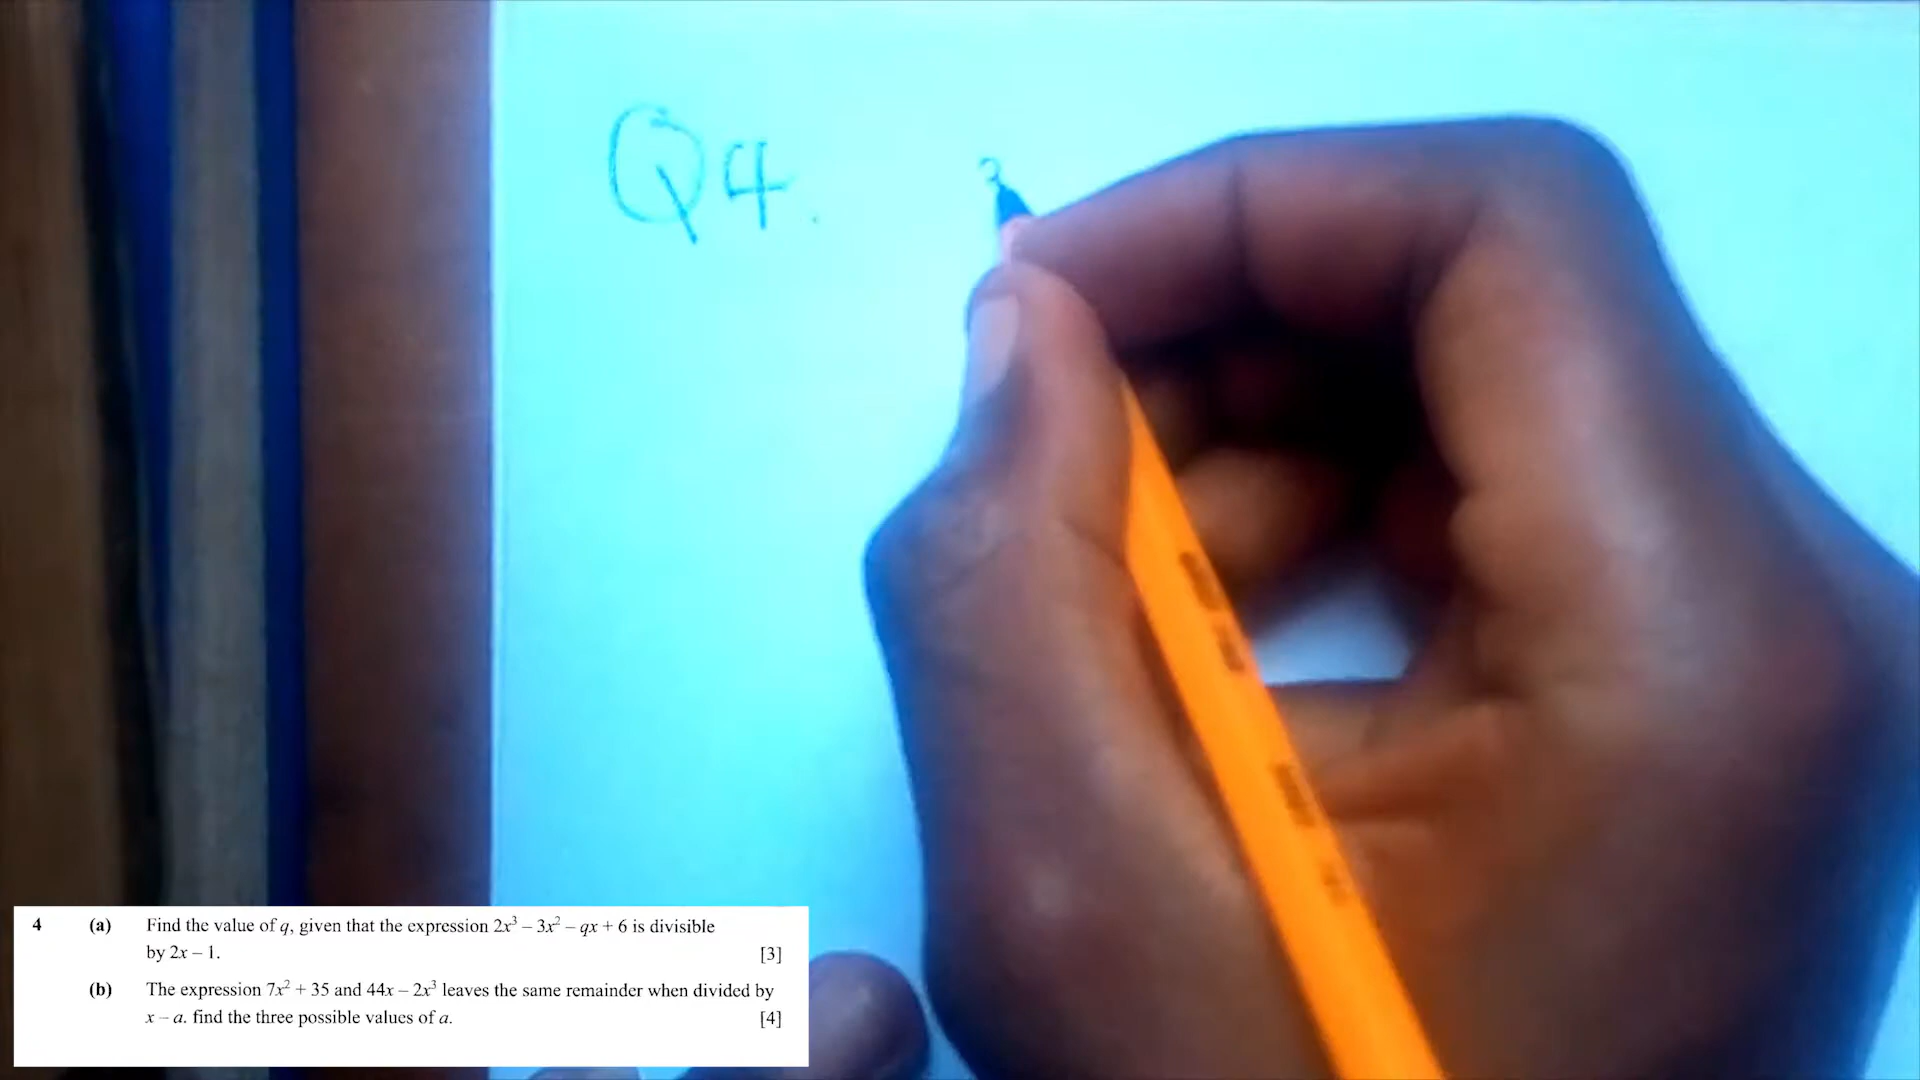 Q4.
4 (a) Find the value of q, given that the expression 2x³ – 3x² – qx + 6 is divisible
by 2x – 1. [3]
(b) The expression 7x² + 35 and 44x – 2x³ leaves the same remainder when divided by
x – a. find the three possible values of a. [4]